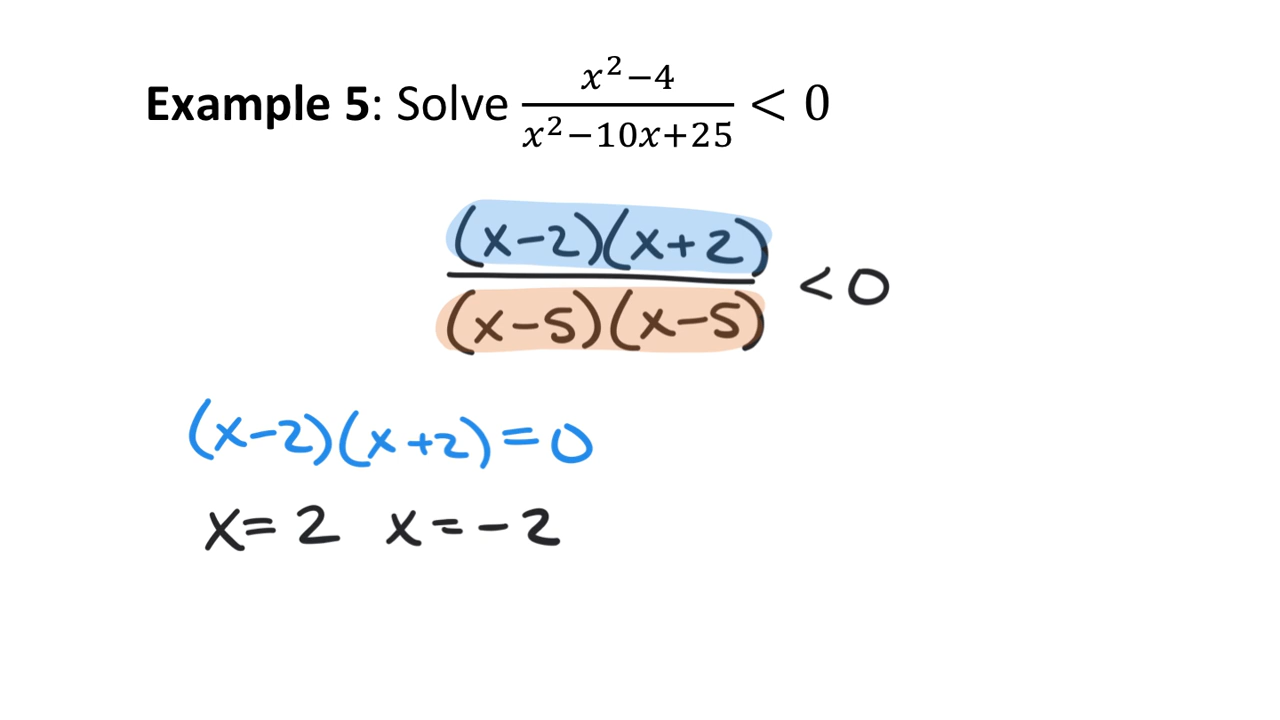 Example 5: Solve (x²−4)/(x²−10x+25) < 0
(x-2)(x+2)/(x-5)(x-5) < 0
(x-2)(x+2)=0
x=2 x=-2